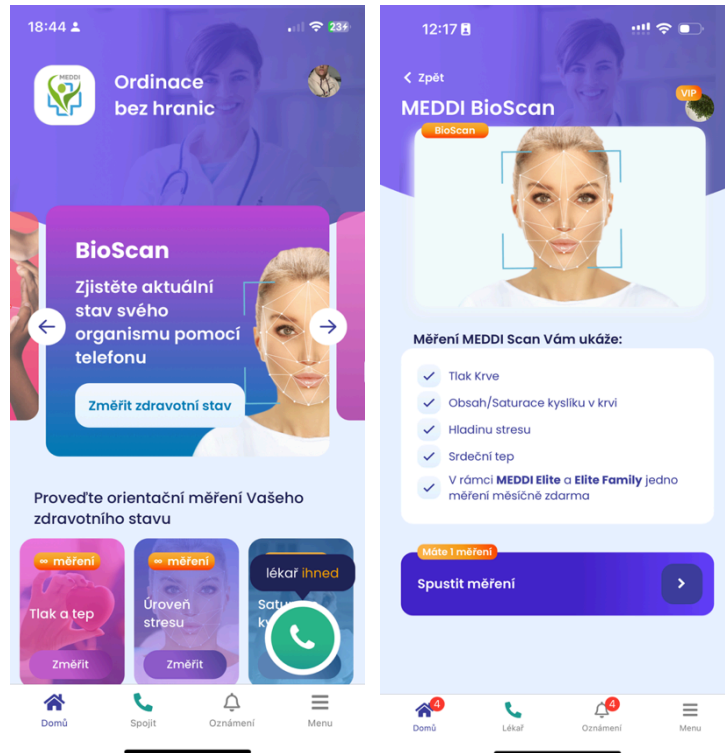 18:44
23
MEDDI
Ordinace
bez hranic
BioScan
Zjistěte aktuální
stav svého
organismu pomocí
telefonu
Změřit zdravotní stav
Proveďte orientační měření Vašeho
zdravotního stavu
∞ měření
Tlak a tep
Změřit
∞ měření
Úroveň
stresu
Změřit
lékař ihned
Domů
Spojit
Oznámení
Menu
12:17
Zpět
MEDDI BioScan
VIP
BioScan
Měření MEDDI Scan Vám ukáže:
Tlak Krve
Obsah/Saturace kyslíku v krvi
Hladinu stresu
Srdeční tep
V rámci MEDDI Elite a Elite Family jedno
měření měsíčně zdarma
Máte 1 měření
Spustit měření
4
4
Domů
Lékař
Oznámení
Menu